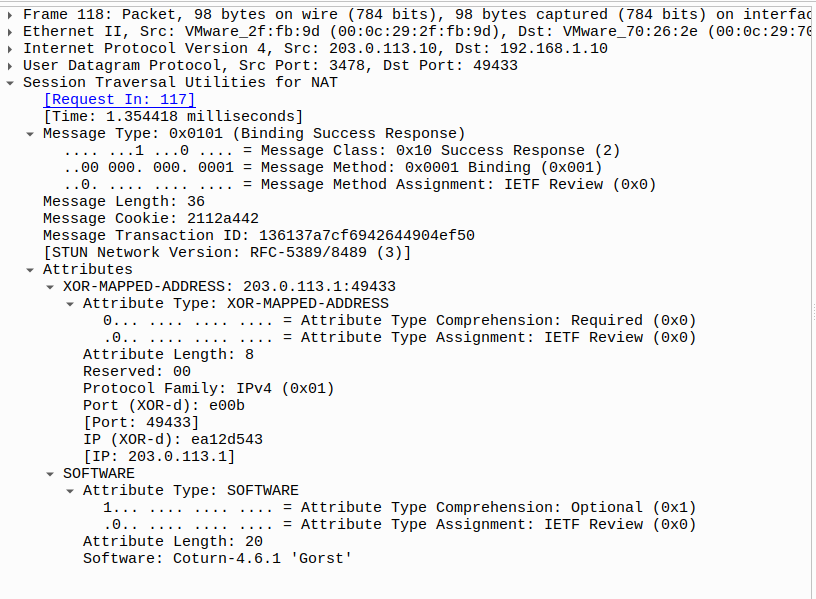 Frame 118: Packet, 98 bytes on wire (784 bits), 98 bytes captured (784 bits) on interfac
Ethernet II, Src: VMware_2f:fb:9d (00:0c:29:2f:fb:9d), Dst: VMware_70:26:2e (00:0c:29:70
Internet Protocol Version 4, Src: 203.0.113.10, Dst: 192.168.1.10
User Datagram Protocol, Src Port: 3478, Dst Port: 49433
Session Traversal Utilities for NAT
[Request In: 117]
[Time: 1.354418 milliseconds]
Message Type: 0x0101 (Binding Success Response)
.... ...1 ...0 .... = Message Class: 0x10 Success Response (2)
..00 000. 000. 0001 = Message Method: 0x0001 Binding (0x001)
..0. .... .... .... = Message Method Assignment: IETF Review (0x0)
Message Length: 36
Message Cookie: 2112a442
Message Transaction ID: 136137a7cf6942644904ef50
[STUN Network Version: RFC-5389/8489 (3)]
Attributes
XOR-MAPPED-ADDRESS: 203.0.113.1:49433
Attribute Type: XOR-MAPPED-ADDRESS
0... .... .... .... = Attribute Type Comprehension: Required (0x0)
.0.. .... .... .... = Attribute Type Assignment: IETF Review (0x0)
Attribute Length: 8
Reserved: 00
Protocol Family: IPv4 (0x01)
Port (XOR-d): e00b
[Port: 49433]
IP (XOR-d): ea12d543
[IP: 203.0.113.1]
SOFTWARE
Attribute Type: SOFTWARE
1... .... .... .... = Attribute Type Comprehension: Optional (0x1)
.0.. .... .... .... = Attribute Type Assignment: IETF Review (0x0)
Attribute Length: 20
Software: Coturn-4.6.1 'Gorst'